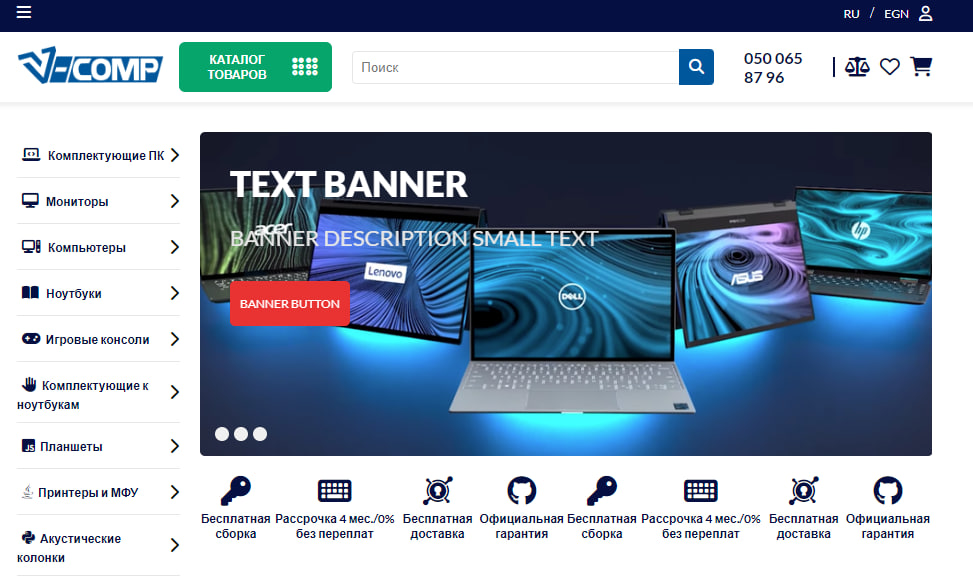 RU / EGN
V-COMP
КАТАЛОГ
ТОВАРОВ
Поиск
050 065
87 96
Комплектующие ПК
Мониторы
Компьютеры
Ноутбуки
Игровые консоли
Комплектующие к
ноутбукам
Планшеты
Принтеры и МФУ
Акустические
колонки
TEXT BANNER
BANNER DESCRIPTION SMALL TEXT
BANNER BUTTON
acer
Lenovo
DELL
ASUS
hp
Бесплатная
сборка
Рассрочка 4 мес./0%
без переплат
Бесплатная
доставка
Официальная
гарантия
Бесплатная
сборка
Рассрочка 4 мес./0%
без переплат
Бесплатная
доставка
Официальная
гарантия